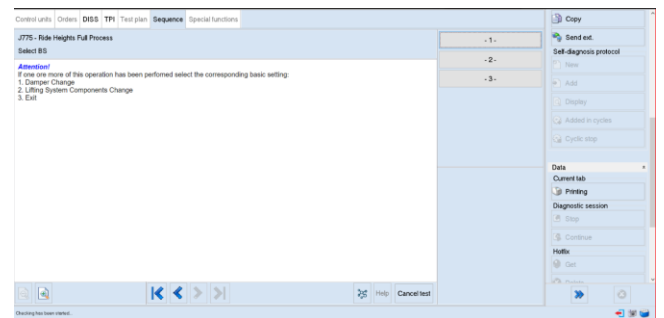 Control units Orders DISS TPI Test plan Sequence Special functions
J775 - Ride Heights Full Process
Select BS
Attention!
If one ore more of this operation has been perfomed select the corresponding basic setting:
1. Damper Change
2. Lifting System Components Change
3. Exit
- 1 -
- 2 -
- 3 -
Help Cancel test
Checking has been started...
Copy
Send ext.
Self-diagnosis protocol
New
Add
Display
Added in cycles
Cyclic stop
Data
Current tab
Printing
Diagnostic session
Stop
Continue
Hotfix
Get